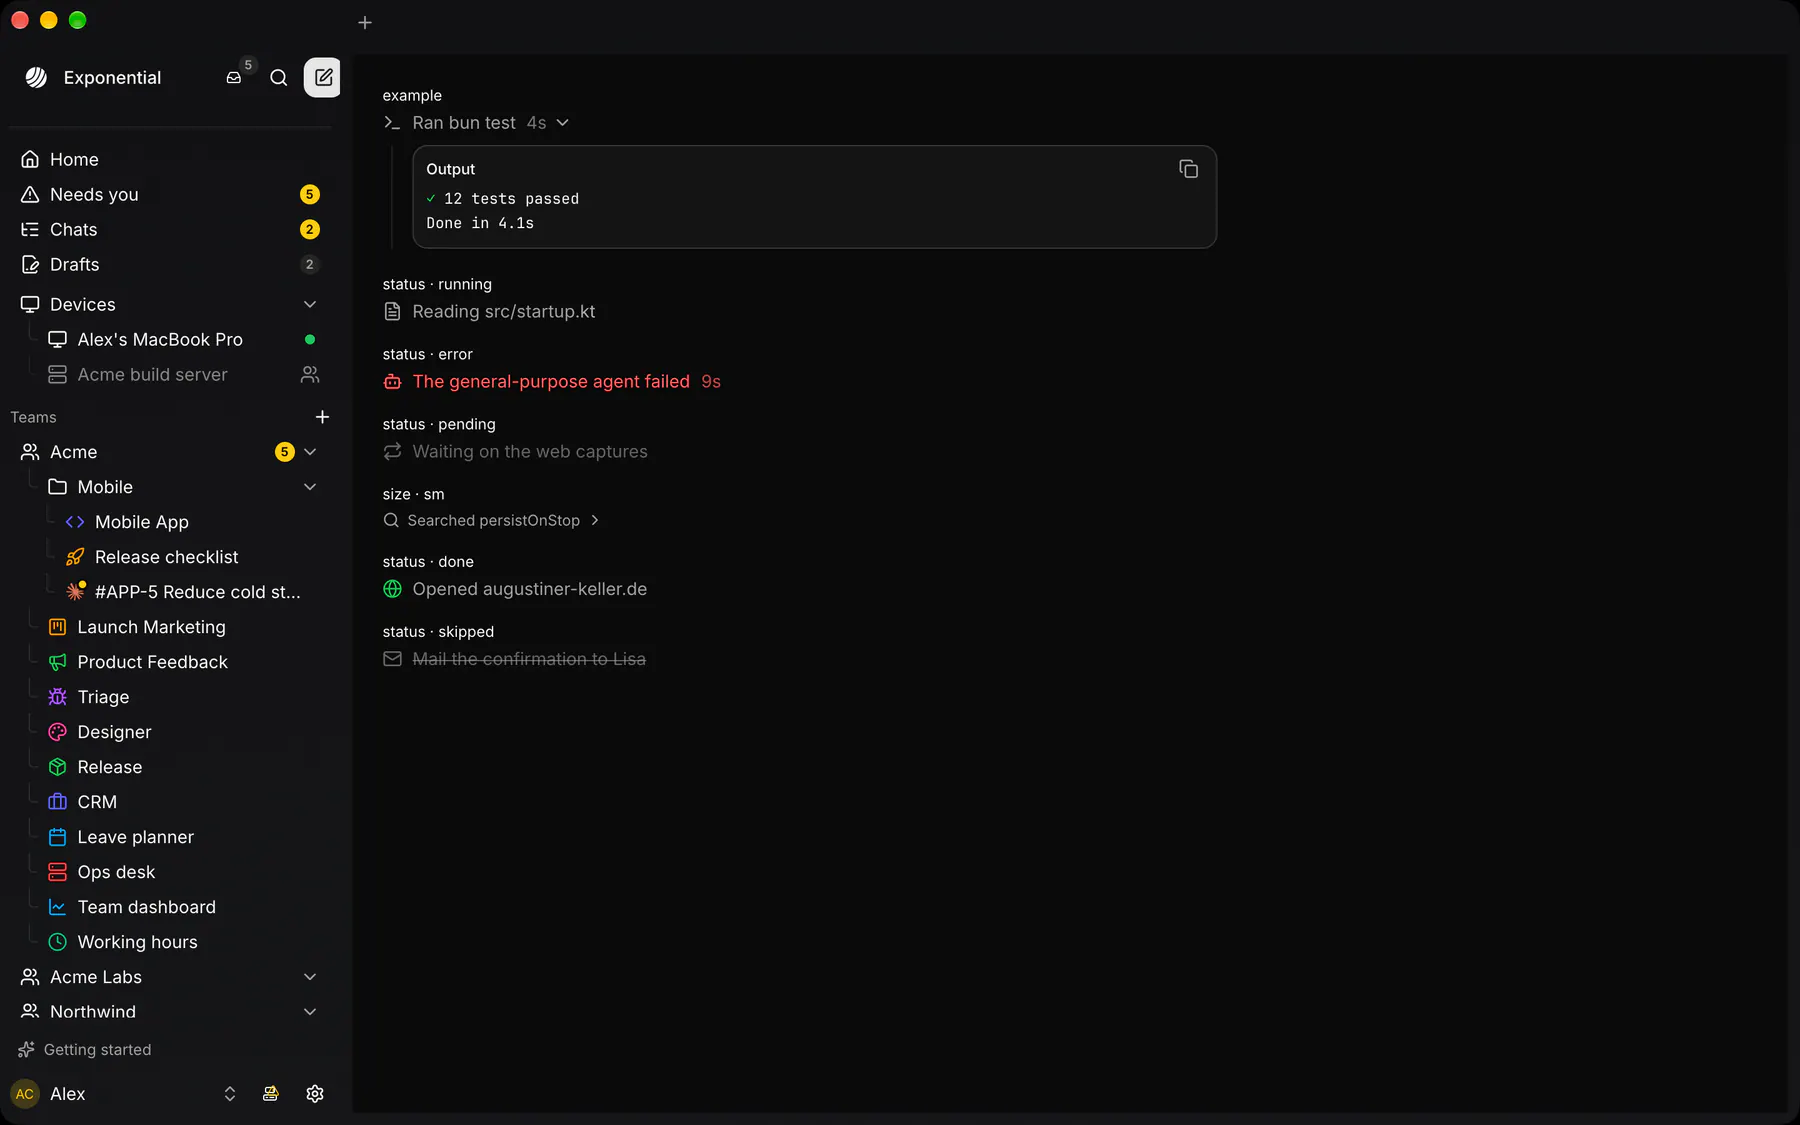 Exponential
5
Home
Needs you
5
Chats
2
Drafts
2
Devices
Alex's MacBook Pro
Acme build server
Teams
Acme
5
Mobile
Mobile App
Release checklist
#APP-5 Reduce cold st...
Launch Marketing
Product Feedback
Triage
Designer
Release
CRM
Leave planner
Ops desk
Team dashboard
Working hours
Acme Labs
Northwind
Getting started
AC
Alex
example
Ran bun test 4s
Output
✓ 12 tests passed
Done in 4.1s
status · running
Reading src/startup.kt
status · error
The general-purpose agent failed 9s
status · pending
Waiting on the web captures
size · sm
Searched persistOnStop
status · done
Opened augustiner-keller.de
status · skipped
Mail the confirmation to Lisa